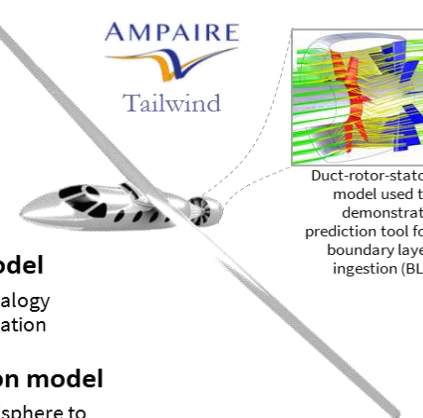 AMPAIRE
Tailwind
Duct-rotor-stato
model used t
demonstrat
prediction tool fo
boundary laye
ingestion (BL
odel
alogy
ation
on model
sphere to